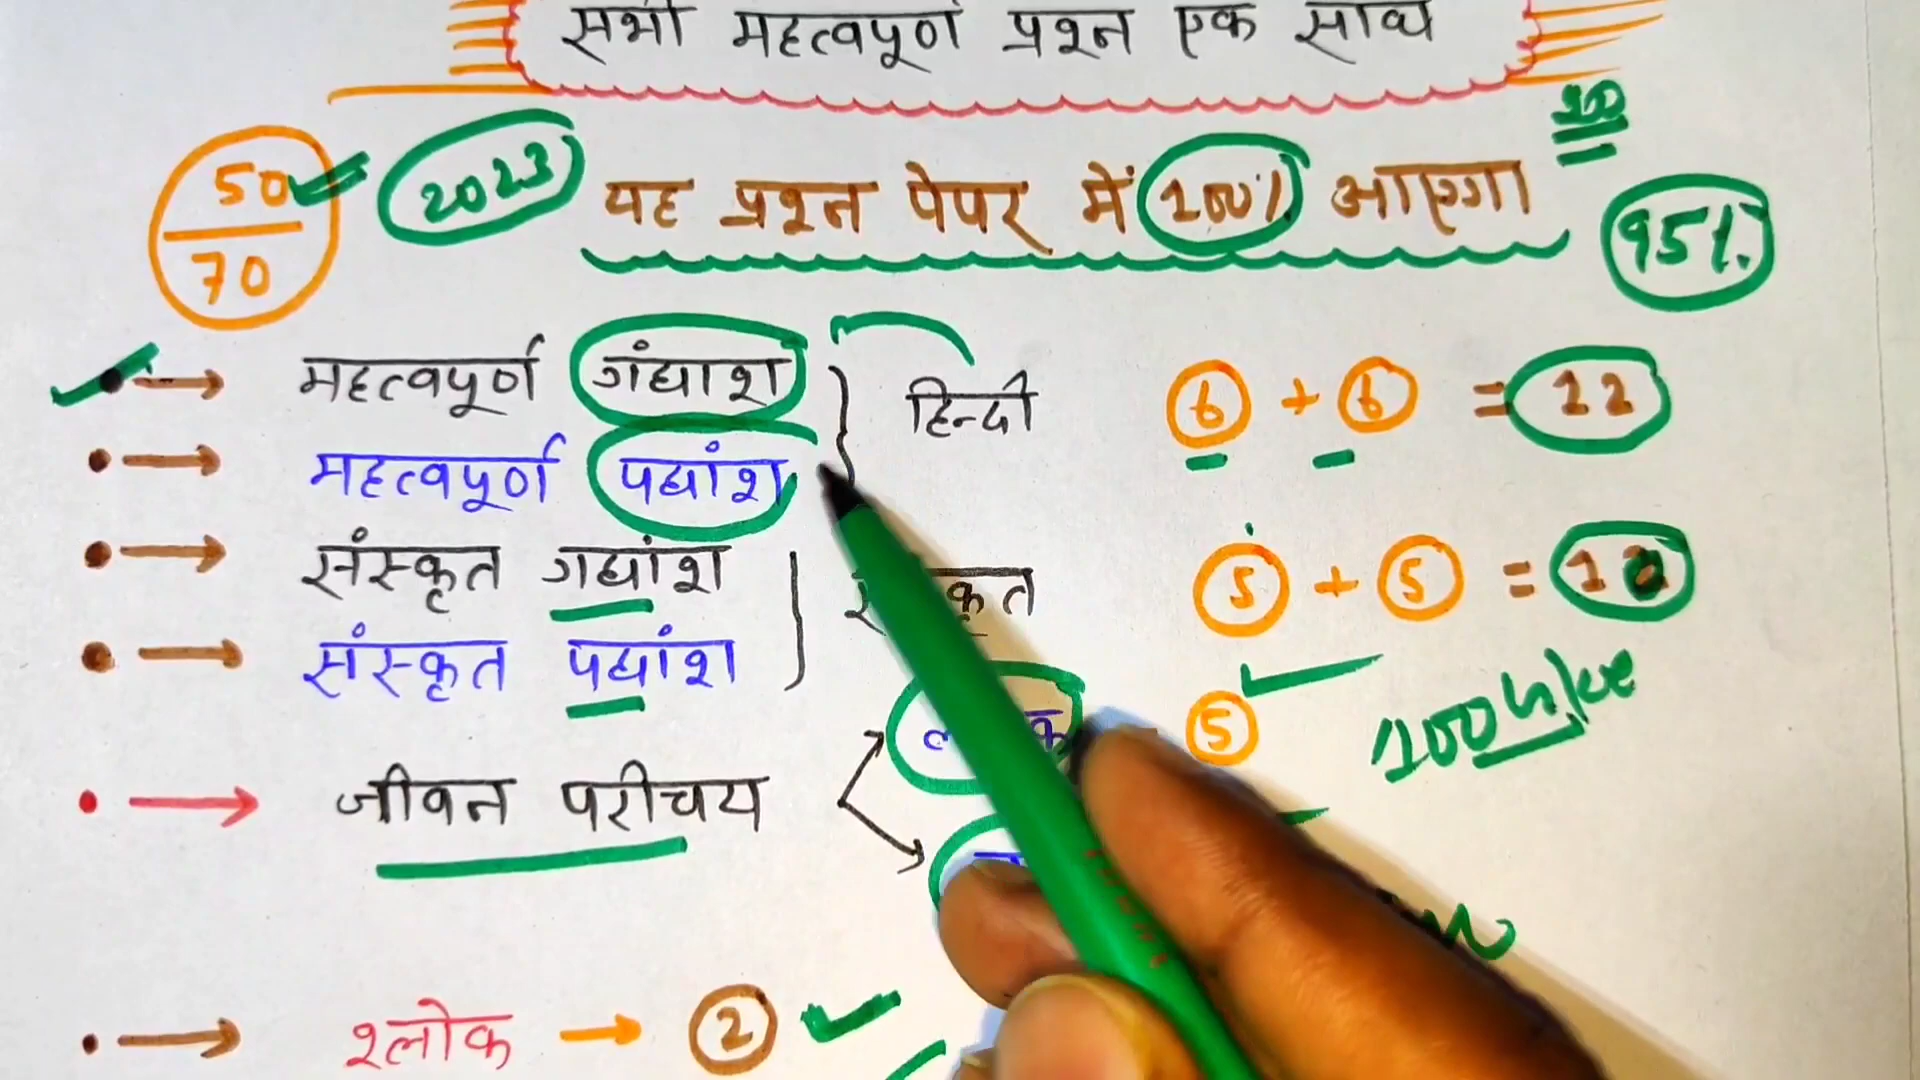 सभी महत्वपूर्ण प्रश्न एक साथ
50/70 2023 यह प्रश्न पेपर में 100% आएगा 95%
महत्वपूर्ण गंद्याश
महत्वपूर्ण पद्यांश } हिन्दी 6 + 6 = 12
संस्कृत गद्यांश
संस्कृत पद्यांश 5 + 5 = 10
जीवन परीचय 5
श्लोक → 2